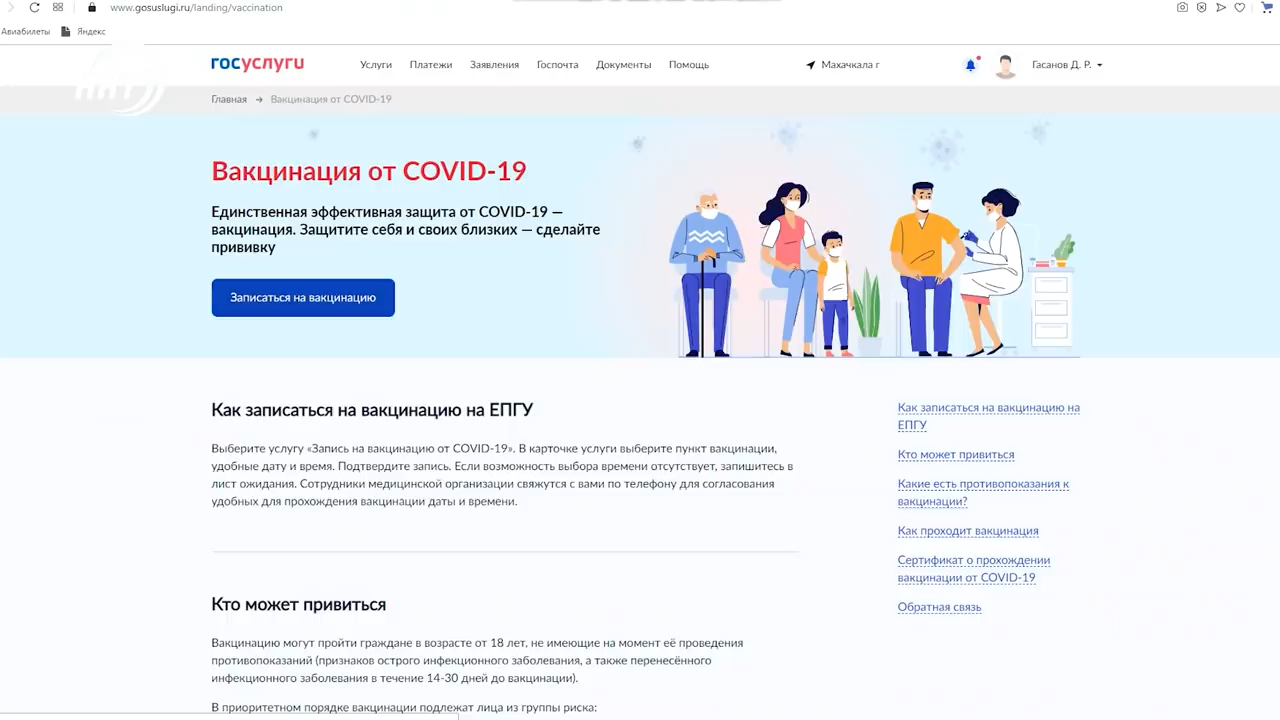 www.gosuslugi.ru/landing/vaccination
Авиабилеты Яндекс
ННТ
госуслуги Услуги Платежи Заявления Госпочта Документы Помощь Махачкала г Гасанов Д. Р.
Главная → Вакцинация от COVID-19
Вакцинация от COVID-19
Единственная эффективная защита от COVID-19 —
вакцинация. Защитите себя и своих близких — сделайте
прививку
Записаться на вакцинацию
Как записаться на вакцинацию на ЕПГУ
Выберите услугу «Запись на вакцинацию от COVID-19». В карточке услуги выберите пункт вакцинации,
удобные дату и время. Подтвердите запись. Если возможность выбора времени отсутствует, запишитесь в
лист ожидания. Сотрудники медицинской организации свяжутся с вами по телефону для согласования
удобных для прохождения вакцинации даты и времени.
Кто может привиться
Вакцинацию могут пройти граждане в возрасте от 18 лет, не имеющие на момент её проведения
противопоказаний (признаков острого инфекционного заболевания, а также перенесённого
инфекционного заболевания в течение 14-30 дней до вакцинации).
В приоритетном порядке вакцинации подлежат лица из группы риска:
Как записаться на вакцинацию на
ЕПГУ
Кто может привиться
Какие есть противопоказания к
вакцинации?
Как проходит вакцинация
Сертификат о прохождении
вакцинации от COVID-19
Обратная связь